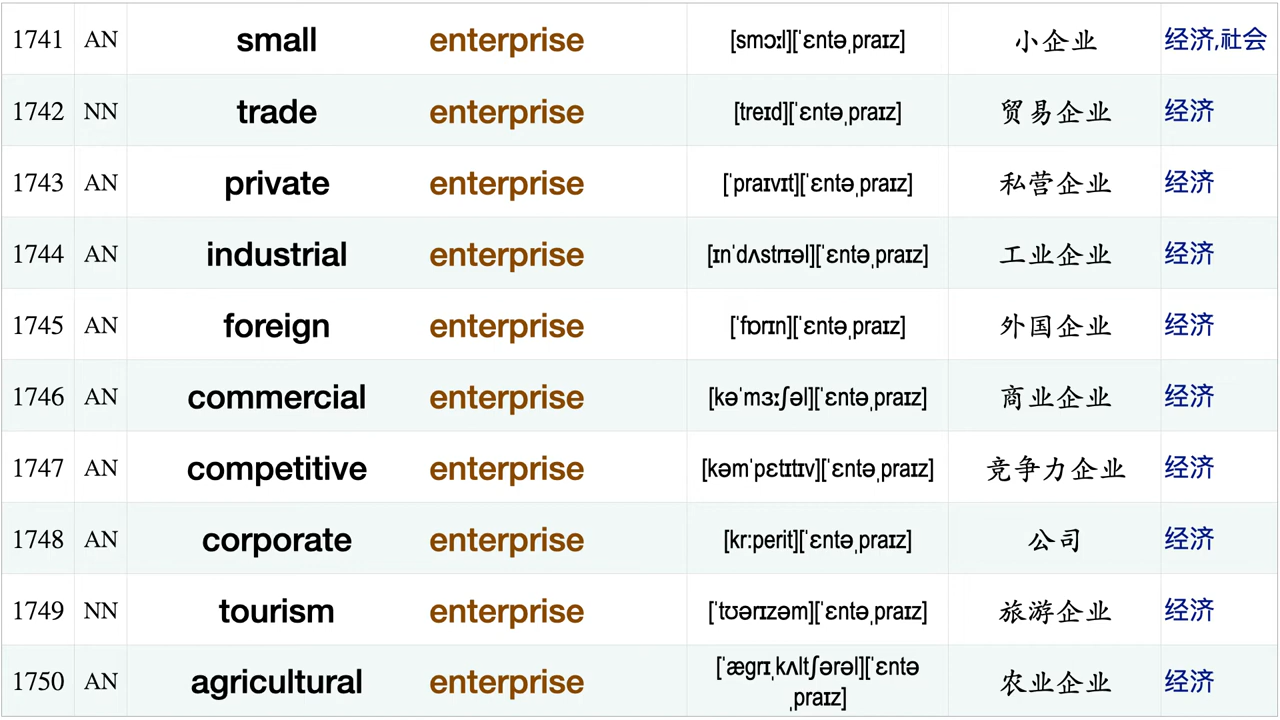 1741 AN small enterprise [smɔːl][ˈɛntəˌpraɪz] 小企业 经济,社会
1742 NN trade enterprise [treɪd][ˈɛntəˌpraɪz] 贸易企业 经济
1743 AN private enterprise [ˈpraɪvɪt][ˈɛntəˌpraɪz] 私营企业 经济
1744 AN industrial enterprise [ɪnˈdʌstrɪəl][ˈɛntəˌpraɪz] 工业企业 经济
1745 AN foreign enterprise [ˈfɒrɪn][ˈɛntəˌpraɪz] 外国企业 经济
1746 AN commercial enterprise [kəˈmɜːʃəl][ˈɛntəˌpraɪz] 商业企业 经济
1747 AN competitive enterprise [kəmˈpɛtɪtɪv][ˈɛntəˌpraɪz] 竞争力企业 经济
1748 AN corporate enterprise [kr:perit][ˈɛntəˌpraɪz] 公司 经济
1749 NN tourism enterprise [ˈtʊərɪzəm][ˈɛntəˌpraɪz] 旅游企业 经济
1750 AN agricultural enterprise [ˈægrɪˌkʌltʃərəl][ˈɛntə
ˌpraɪz] 农业企业 经济